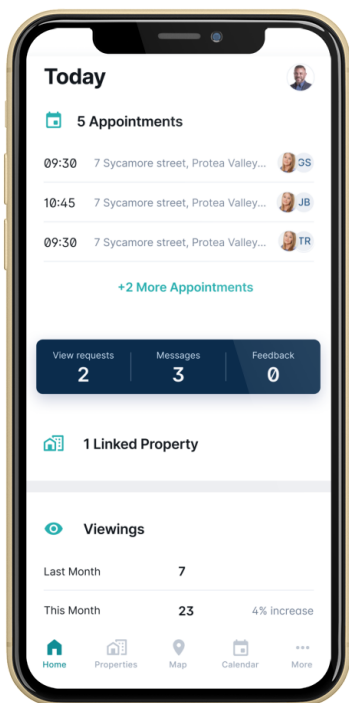 Today
5 Appointments
09:30 7 Sycamore street, Protea Valley... GS
10:45 7 Sycamore street, Protea Valley... JB
09:30 7 Sycamore street, Protea Valley... TR
+2 More Appointments
View requests Messages Feedback
2 3 0
1 Linked Property
Viewings
Last Month 7
This Month 23 4% increase
Home Properties Map Calendar More